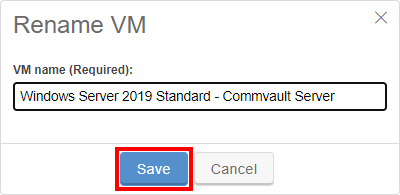 Rename VM
VM name (Required):
Windows Server 2019 Standard - Commvault Server
Save
Cancel